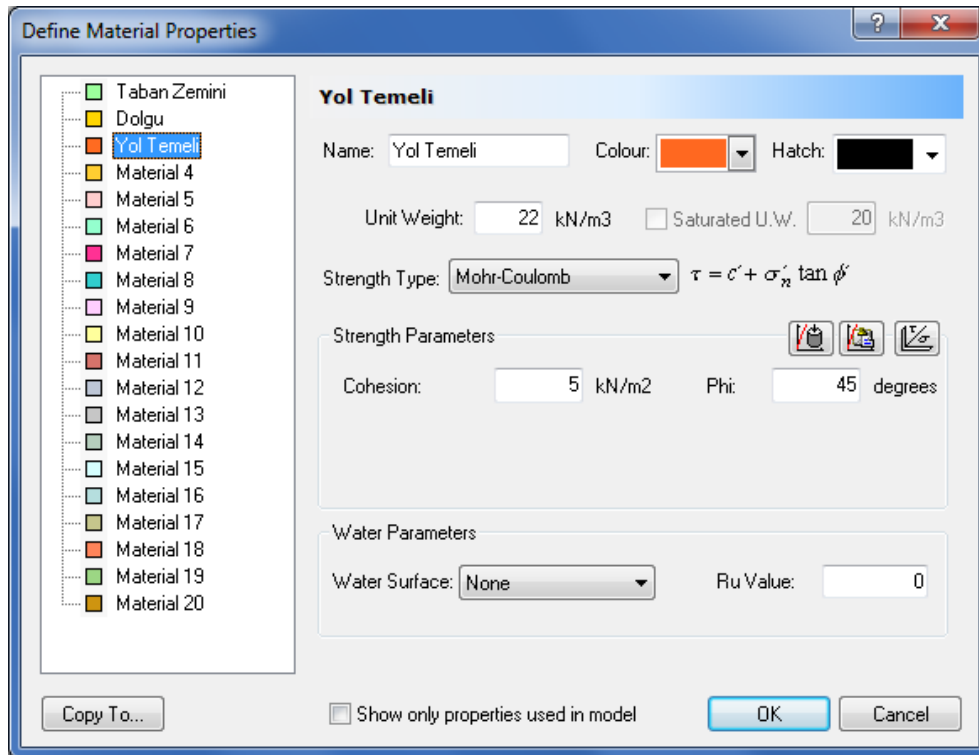 Define Material Properties
Taban Zemini
Dolgu
Yol Temeli
Material 4
Material 5
Material 6
Material 7
Material 8
Material 9
Material 10
Material 11
Material 12
Material 13
Material 14
Material 15
Material 16
Material 17
Material 18
Material 19
Material 20
Yol Temeli
Name: Yol Temeli Colour: Hatch:
Unit Weight: 22 kN/m3 Saturated U.W. 20 kN/m3
Strength Type: Mohr-Coulomb τ = c′ + σ′n tan ϕ′
Strength Parameters
Cohesion: 5 kN/m2 Phi: 45 degrees
Water Parameters
Water Surface: None Ru Value: 0
Copy To... Show only properties used in model OK Cancel